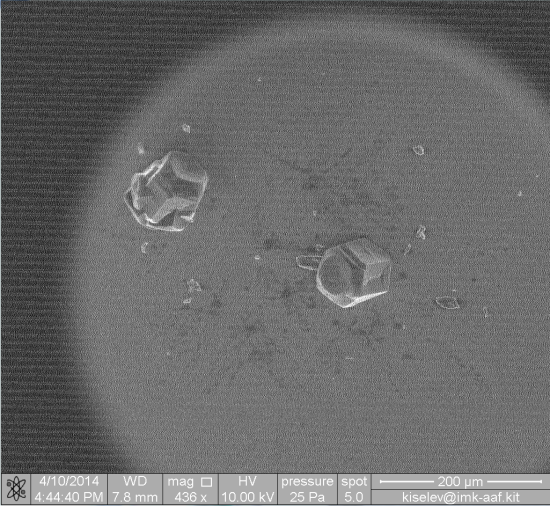 4/10/2014 WD mag HV pressure spot 200 µm
4:44:40 PM 7.8 mm 436 x 10.00 kV 25 Pa 5.0 kiselev@imk-aaf.kit